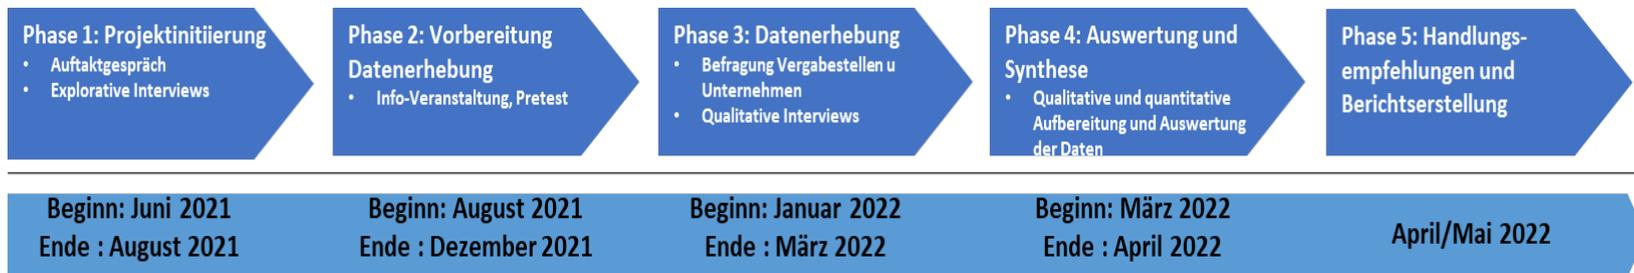 Phase 1: Projektinitiierung
• Auftaktgespräch
• Explorative Interviews
Phase 2: Vorbereitung
Datenerhebung
• Info-Veranstaltung, Pretest
Phase 3: Datenerhebung
• Befragung Vergabestellen u
Unternehmen
• Qualitative Interviews
Phase 4: Auswertung und
Synthese
• Qualitative und quantitative
Aufbereitung und Auswertung
der Daten
Phase 5: Handlungs-
empfehlungen und
Berichtserstellung
Beginn: Juni 2021
Ende : August 2021
Beginn: August 2021
Ende : Dezember 2021
Beginn: Januar 2022
Ende : März 2022
Beginn: März 2022
Ende : April 2022
April/Mai 2022